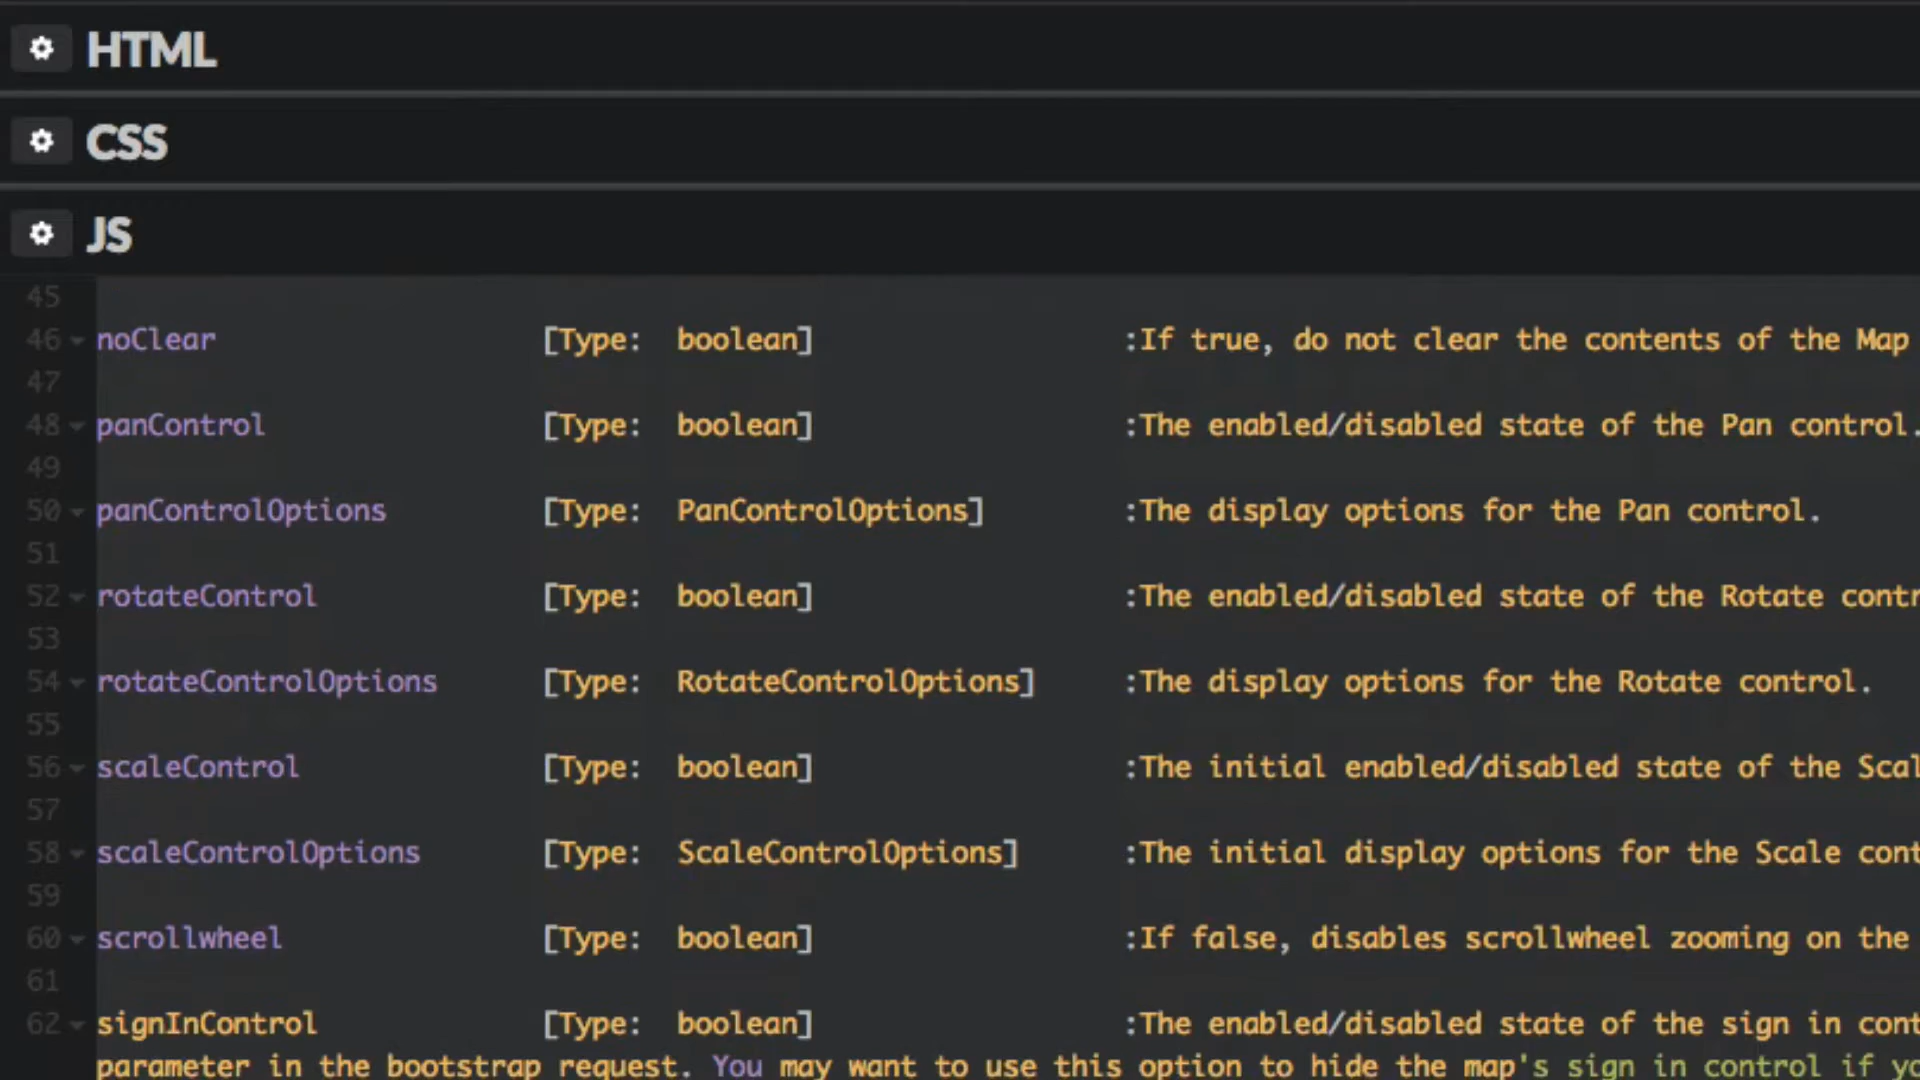 HTML
CSS
JS
45
46 noClear [Type: boolean] :If true, do not clear the contents of the Map
47
48 panControl [Type: boolean] :The enabled/disabled state of the Pan control.
49
50 panControlOptions [Type: PanControlOptions] :The display options for the Pan control.
51
52 rotateControl [Type: boolean] :The enabled/disabled state of the Rotate contr
53
54 rotateControlOptions [Type: RotateControlOptions] :The display options for the Rotate control.
55
56 scaleControl [Type: boolean] :The initial enabled/disabled state of the Scal
57
58 scaleControlOptions [Type: ScaleControlOptions] :The initial display options for the Scale cont
59
60 scrollwheel [Type: boolean] :If false, disables scrollwheel zooming on the
61
62 signInControl [Type: boolean] :The enabled/disabled state of the sign in cont
parameter in the bootstrap request. You may want to use this option to hide the map's sign in control if yo